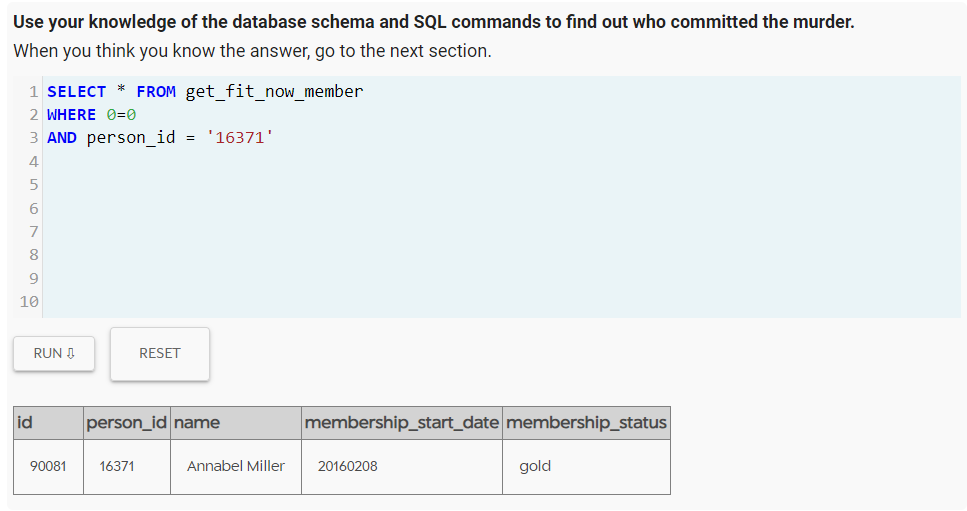 Use your knowledge of the database schema and SQL commands to find out who committed the murder.
When you think you know the answer, go to the next section.
1 SELECT * FROM get_fit_now_member
2 WHERE 0=0
3 AND person_id = '16371'
4
5
6
7
8
9
10
RUN ⇩ RESET
id person_id name membership_start_date membership_status
90081 16371 Annabel Miller 20160208 gold